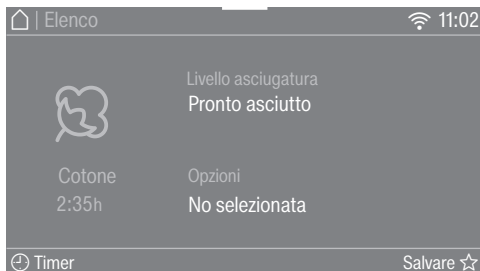 | Elenco
11:02
Livello asciugatura
Pronto asciutto
Cotone
2:35h
Opzioni
No selezionata
Timer
Salvare